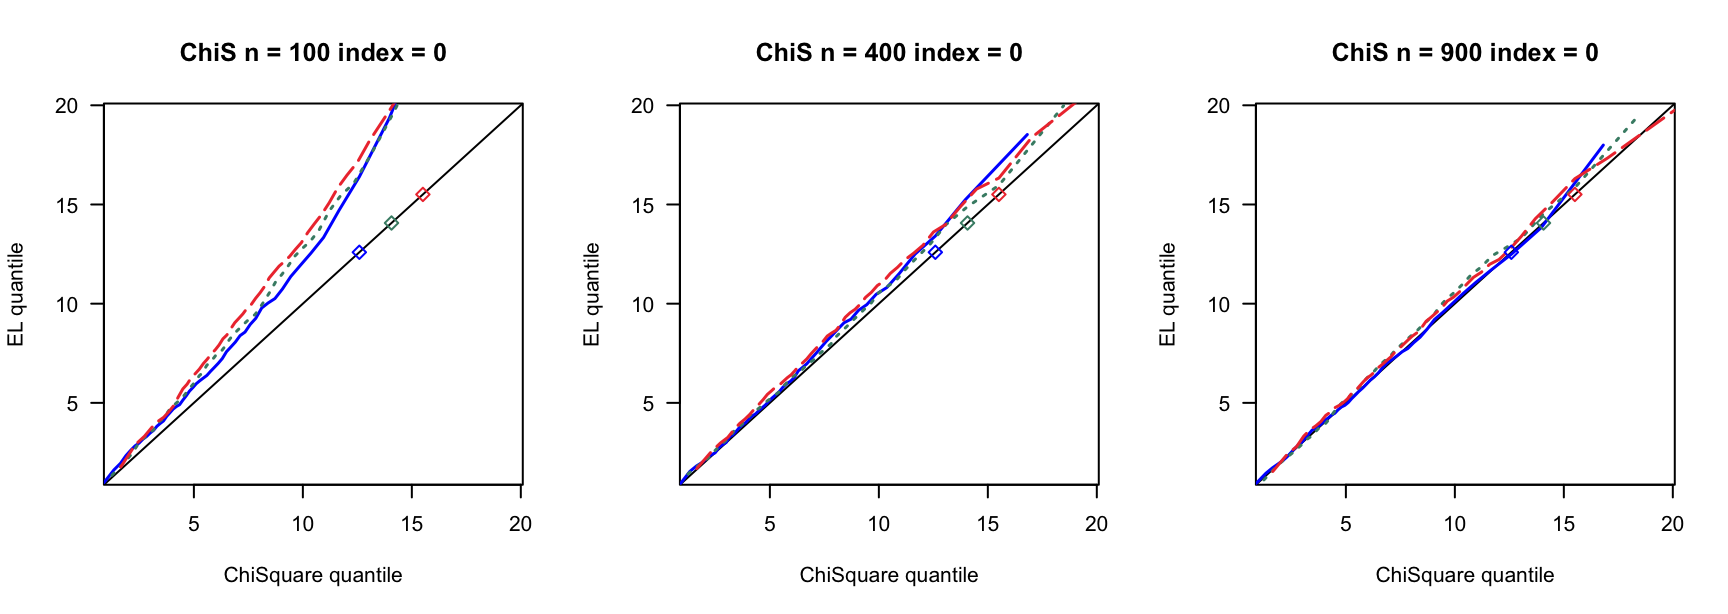 ChiS n = 100 index = 0
EL quantile
20
15
10
5
5 10 15 20
ChiSquare quantile
ChiS n = 400 index = 0
EL quantile
20
15
10
5
5 10 15 20
ChiSquare quantile
ChiS n = 900 index = 0
EL quantile
20
15
10
5
5 10 15 20
ChiSquare quantile